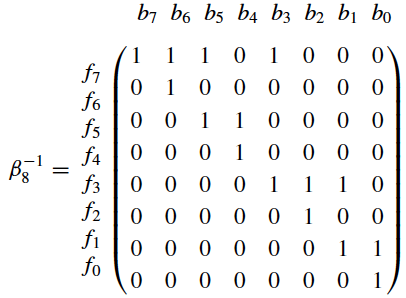 b₇ b₆ b₅ b₄ b₃ b₂ b₁ b₀
f₇ 1 1 1 0 1 0 0 0
f₆ 0 1 0 0 0 0 0 0
f₅ 0 0 1 1 0 0 0 0
β₈⁻¹ = f₄ 0 0 0 1 0 0 0 0
f₃ 0 0 0 0 1 1 1 0
f₂ 0 0 0 0 0 1 0 0
f₁ 0 0 0 0 0 0 1 1
f₀ 0 0 0 0 0 0 0 1